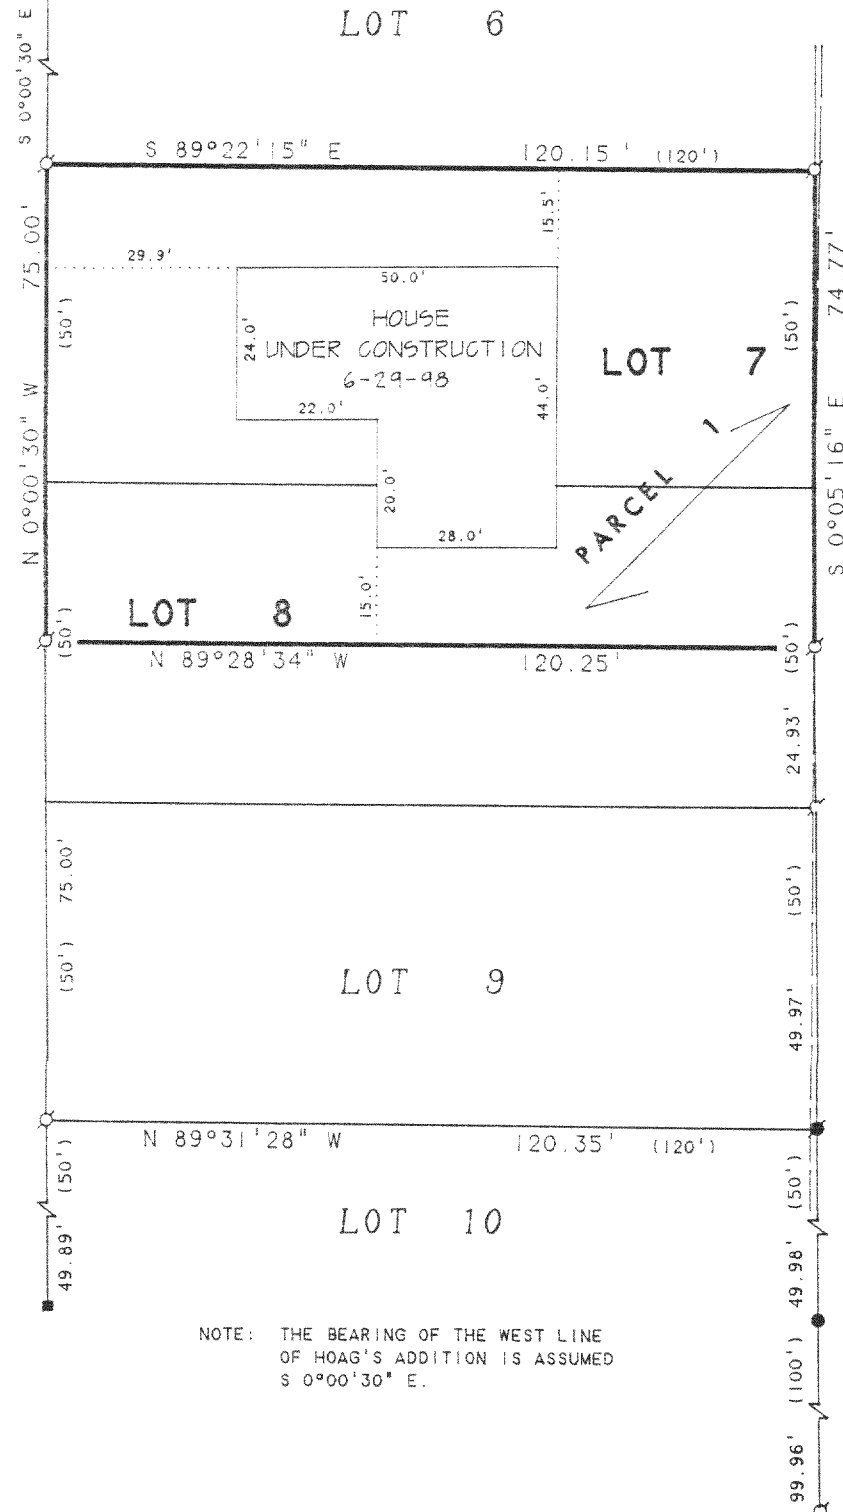 LOT 6
S 0°00'30" E
S 89°22'15" E 120.15' (120')
15.5'
29.9'
50.0'
75.00'
(50')
24.0'
HOUSE
UNDER CONSTRUCTION
6-29-98
LOT 7
(50')
74.77'
22.0'
44.0'
PARCEL 1
N 0°00'30" W
S 0°05'16" E
20.0'
28.0'
15.0'
LOT 8
(50')
(50')
N 89°28'34" W 120.25'
24.93'
75.00'
(50')
(50')
LOT 9
49.97'
N 89°31'28" W 120.35' (120')
(50')
(50')
LOT 10
49.89'
49.98'
NOTE: THE BEARING OF THE WEST LINE
OF HOAG'S ADDITION IS ASSUMED
S 0°00'30" E.
(100')
99.96'